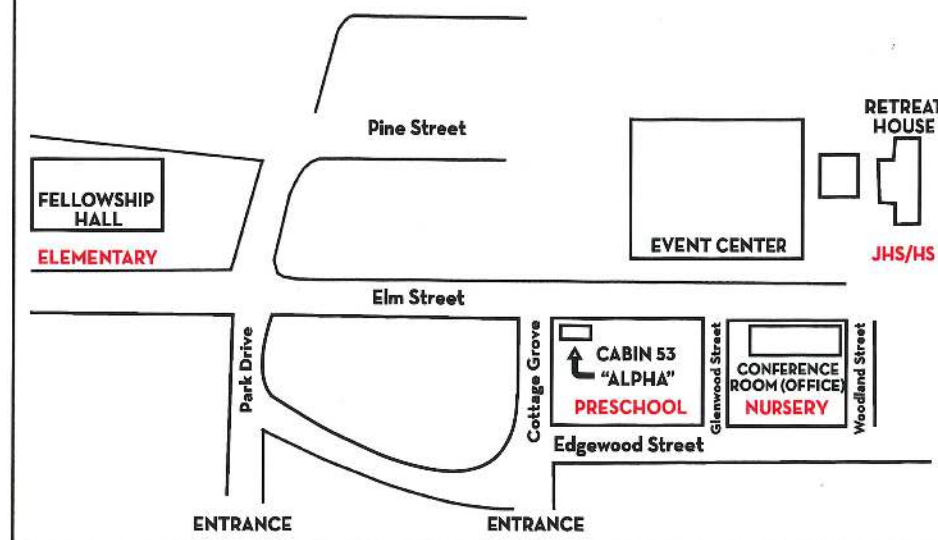 RETREAT
HOUSE
Pine Street
FELLOWSHIP
HALL
ELEMENTARY
EVENT CENTER
JHS/HS
Elm Street
Park Drive
Cottage Grove
CABIN 53
"ALPHA"
PRESCHOOL
Glenwood Street
CONFERENCE
ROOM (OFFICE)
NURSERY
Woodland Street
Edgewood Street
ENTRANCE
ENTRANCE